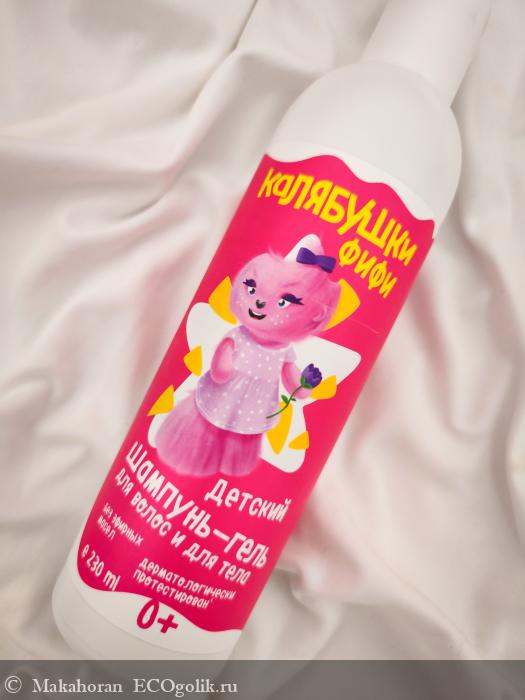 КАЛЯБУШКИ
ФИФИ
Детский
шампунь-гель
для волос и для тела
без эфирных
масел
дерматологически
протестирован
℮ 230 ml
0+
© Makahoran ECOgolik.ru